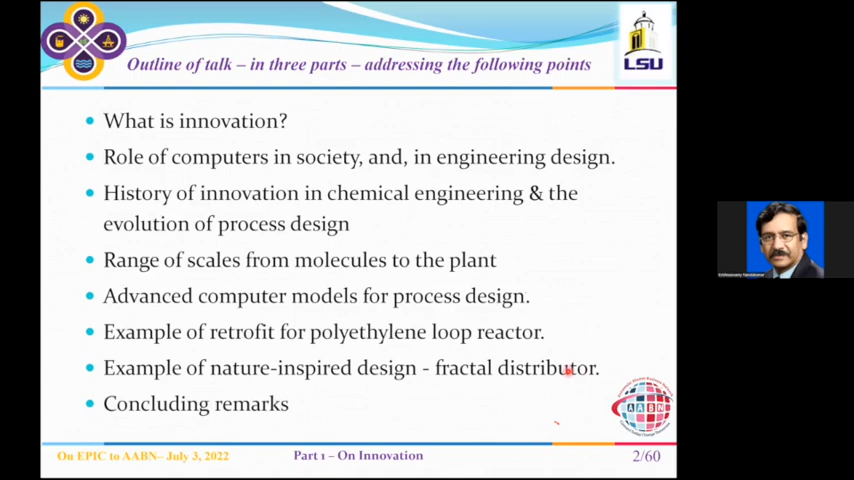 Outline of talk – in three parts – addressing the following points
LSU
What is innovation?
Role of computers in society, and, in engineering design.
History of innovation in chemical engineering & the
evolution of process design
Range of scales from molecules to the plant
Advanced computer models for process design.
Example of retrofit for polyethylene loop reactor.
Example of nature-inspired design - fractal distributor.
Concluding remarks
AABN
On EPIC to AABN– July 3, 2022
Part 1 – On Innovation
2/60